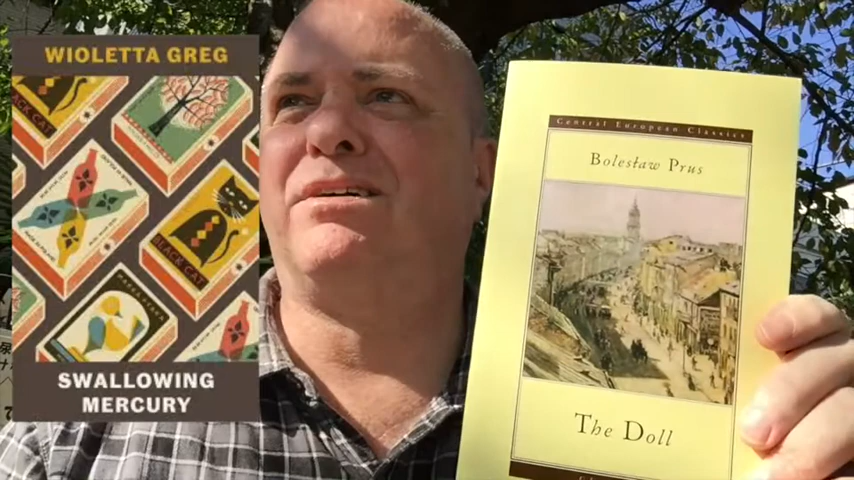 WIOLETTA GREG
BLACK CAT
BLACK CAT
SWALLOWING
MERCURY
Central European Classics
Bolesław Prus
The Doll